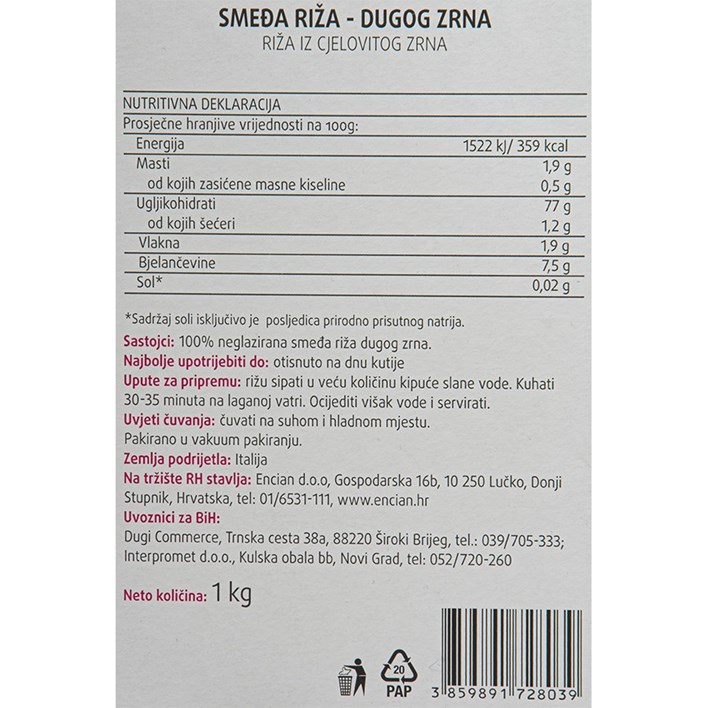 SMEĐA RIŽA - DUGOG ZRNA
RIŽA IZ CJELOVITOG ZRNA
NUTRITIVNA DEKLARACIJA
Prosječne hranjive vrijednosti na 100g:
Energija 1522 kJ/ 359 kcal
Masti 1,9 g
od kojih zasićene masne kiseline 0,5 g
Ugljikohidrati 77 g
od kojih šećeri 1,2 g
Vlakna 1,9 g
Bjelančevine 7,5 g
Sol* 0,02 g
*Sadržaj soli isključivo je posljedica prirodno prisutnog natrija.
Sastojci: 100% neglazirana smeđa riža dugog zrna.
Najbolje upotrijebiti do: otisnuto na dnu kutije
Upute za pripremu: rižu sipati u veću količinu kipuće slane vode. Kuhati
30-35 minuta na laganoj vatri. Ocijediti višak vode i servirati.
Uvjeti čuvanja: čuvati na suhom i hladnom mjestu.
Pakirano u vakuum pakiranju.
Zemlja podrijetla: Italija
Na tržište RH stavlja: Encian d.o.o, Gospodarska 16b, 10 250 Lučko, Donji
Stupnik, Hrvatska, tel: 01/6531-111, www.encian.hr
Uvoznici za BiH:
Dugi Commerce, Trnska cesta 38a, 88220 Široki Brijeg, tel.: 039/705-333;
Interpromet d.o.o., Kulska obala bb, Novi Grad, tel: 052/720-260
Neto količina: 1 kg
20
PAP
3 859891 728039